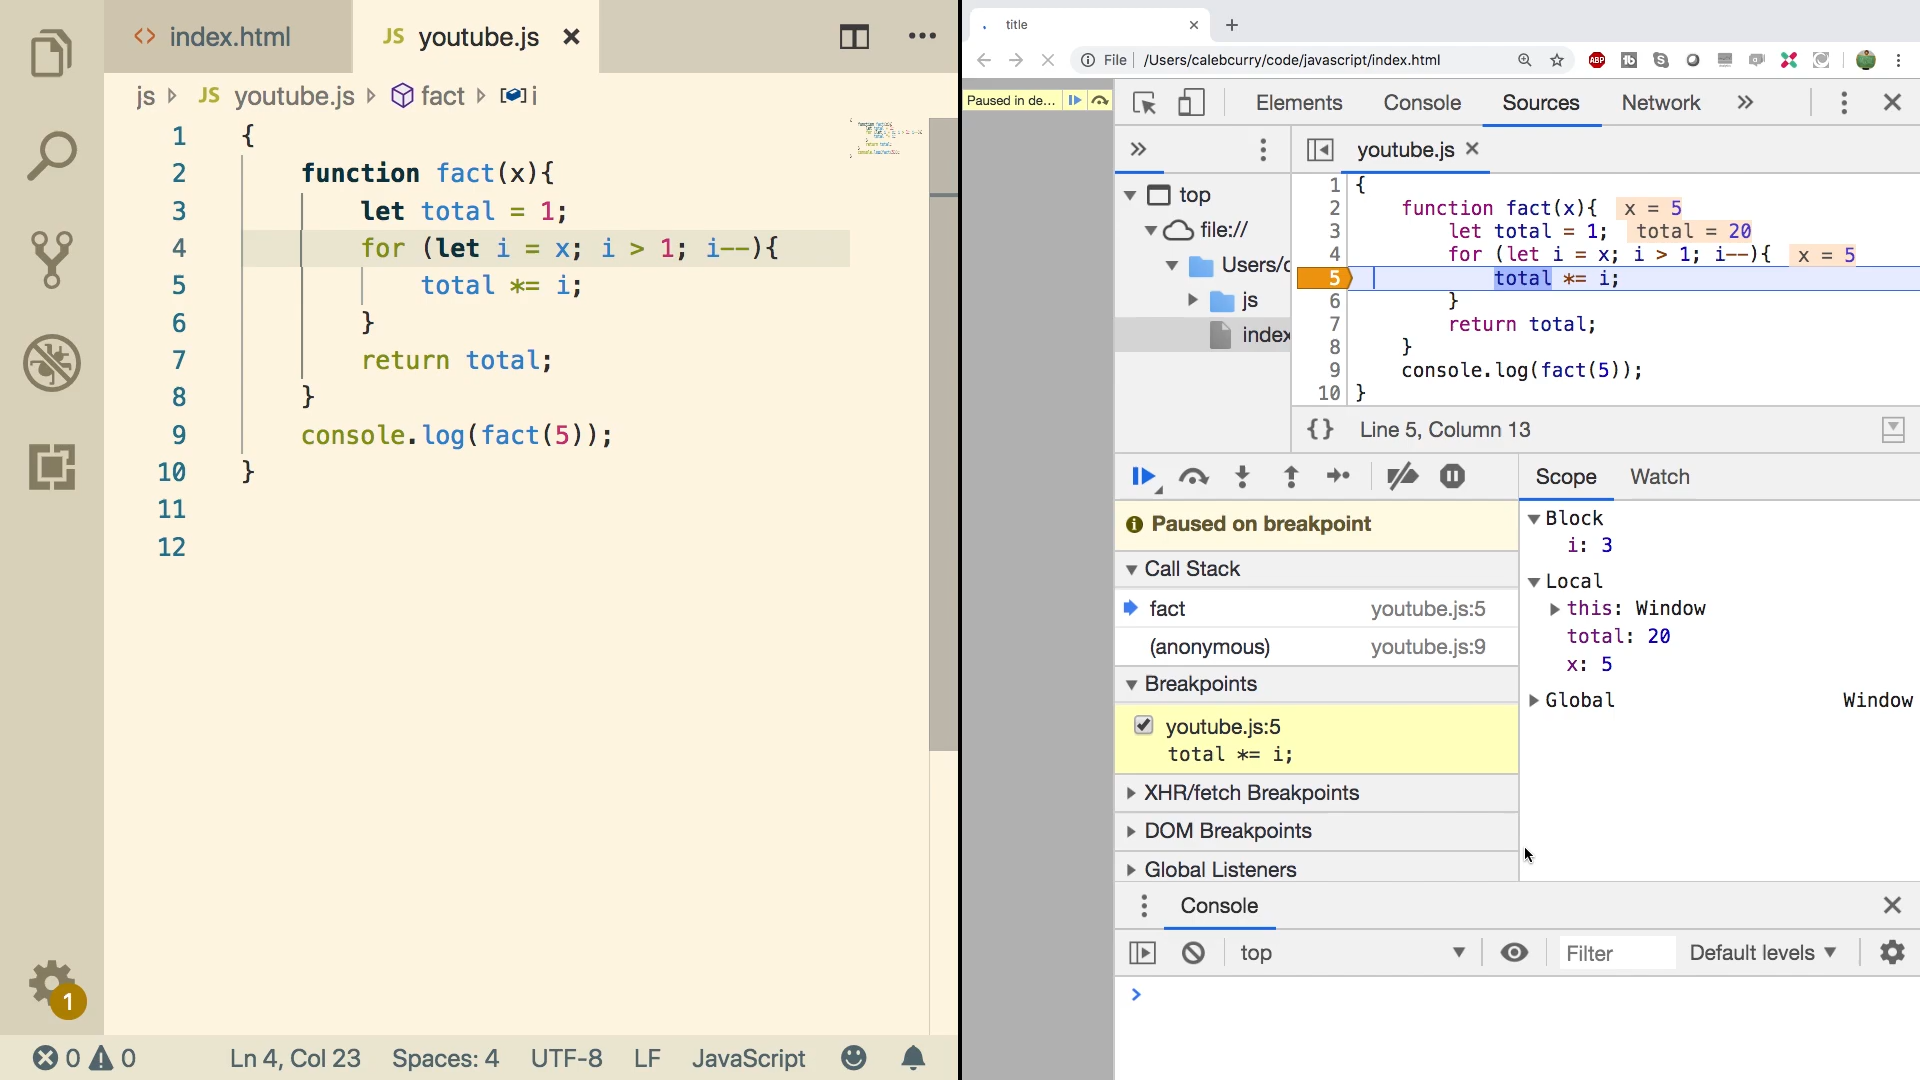 <> index.html
JS youtube.js ×
js > JS youtube.js > fact > i
1 {
2 function fact(x){
3 let total = 1;
4 for (let i = x; i > 1; i--){
5 total *= i;
6 }
7 return total;
8 }
9 console.log(fact(5));
10 }
11
12
1
0 0
Ln 4, Col 23
Spaces: 4
UTF-8
LF
JavaScript
title
File | /Users/calebcurry/code/javascript/index.html
ABP
Paused in de...
Elements
Console
Sources
Network
»
youtube.js ×
top
file://
Users/c
js
index
1 {
2 function fact(x){ x = 5
3 let total = 1; total = 20
4 for (let i = x; i > 1; i--){ x = 5
5 total *= i;
6 }
7 return total;
8 }
9 console.log(fact(5));
10 }
{} Line 5, Column 13
Scope
Watch
Paused on breakpoint
Call Stack
fact youtube.js:5
(anonymous) youtube.js:9
Breakpoints
youtube.js:5
total *= i;
XHR/fetch Breakpoints
DOM Breakpoints
Global Listeners
Block
i: 3
Local
this: Window
total: 20
x: 5
Global Window
Console
top
Filter
Default levels
>